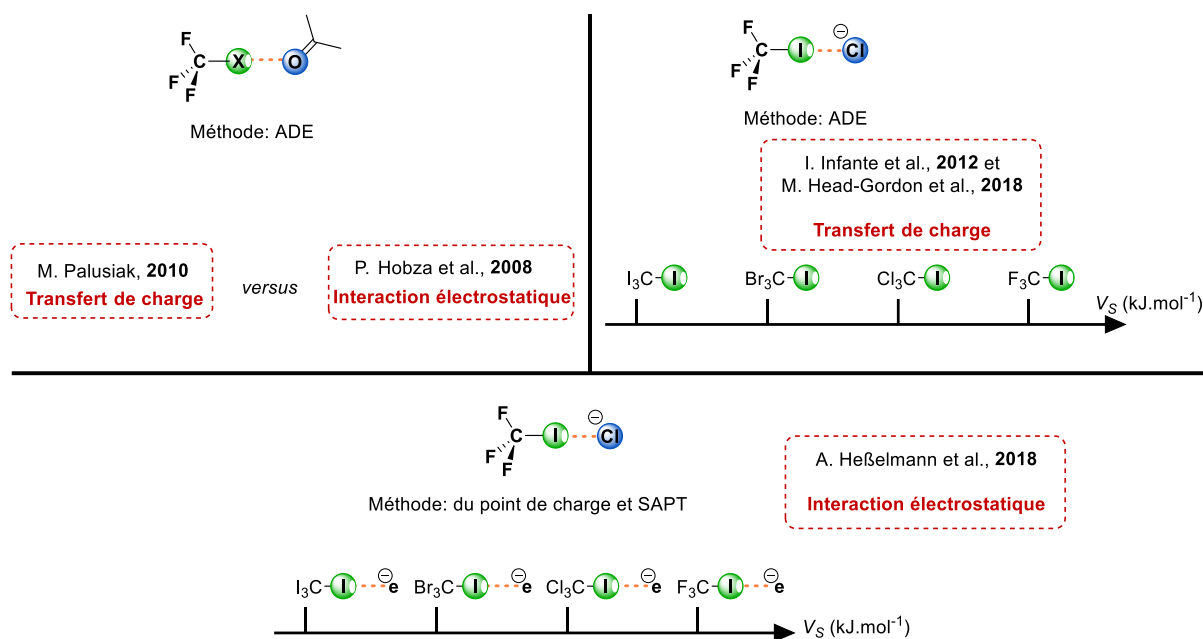 F
F
F
C
X
O
Méthode: ADE
M. Palusiak, 2010
Transfert de charge
versus
P. Hobza et al., 2008
Interaction électrostatique
F
F
F
C
I
⊖
Cl
Méthode: ADE
I. Infante et al., 2012 et
M. Head-Gordon et al., 2018
Transfert de charge
I₃C I
Br₃C I
Cl₃C I
F₃C I
V_S (kJ.mol⁻¹)
F
F
F
C
I
⊖
Cl
Méthode: du point de charge et SAPT
A. Heßelmann et al., 2018
Interaction électrostatique
I₃C I ⊖ e
Br₃C I ⊖ e
Cl₃C I ⊖ e
F₃C I ⊖ e
V_S (kJ.mol⁻¹)